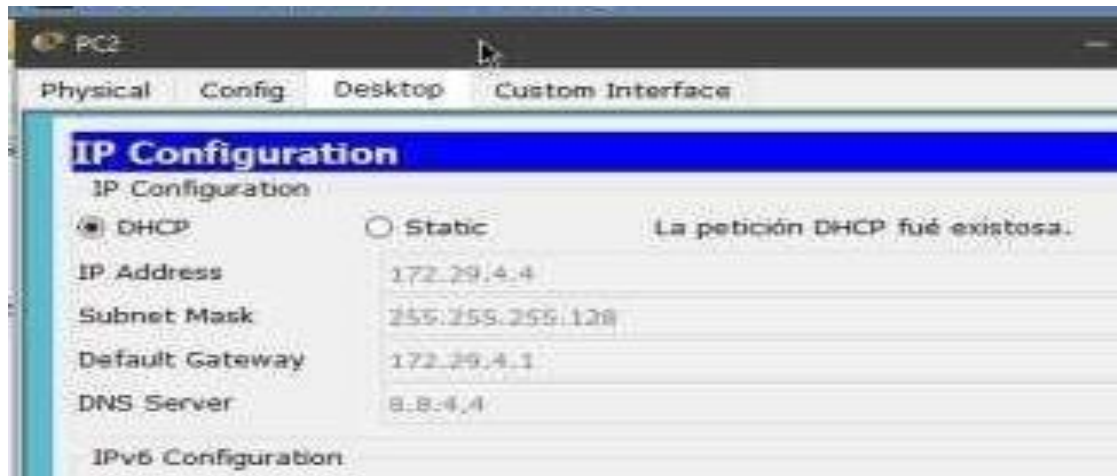 PC2
Physical Config Desktop Custom Interface
IP Configuration
IP Configuration
DHCP Static La petición DHCP fué existosa.
IP Address 172.29.4.4
Subnet Mask 255.255.255.128
Default Gateway 172.29.4.1
DNS Server 8.8.4.4
IPv6 Configuration